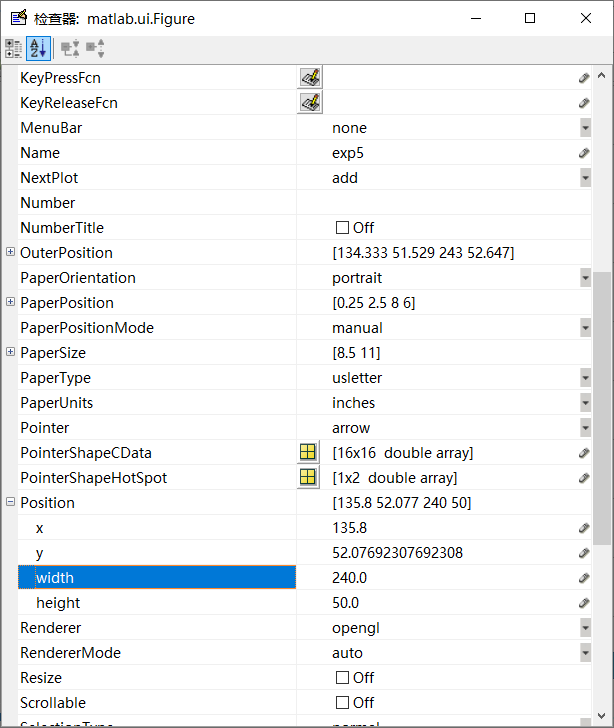 检查器: matlab.ui.Figure
KeyPressFcn
KeyReleaseFcn
MenuBar none
Name exp5
NextPlot add
Number
NumberTitle Off
OuterPosition [134.333 51.529 243 52.647]
PaperOrientation portrait
PaperPosition [0.25 2.5 8 6]
PaperPositionMode manual
PaperSize [8.5 11]
PaperType usletter
PaperUnits inches
Pointer arrow
PointerShapeCData [16x16 double array]
PointerShapeHotSpot [1x2 double array]
Position [135.8 52.077 240 50]
x 135.8
y 52.07692307692308
width 240.0
height 50.0
Renderer opengl
RendererMode auto
Resize Off
Scrollable Off
SelectionType normal